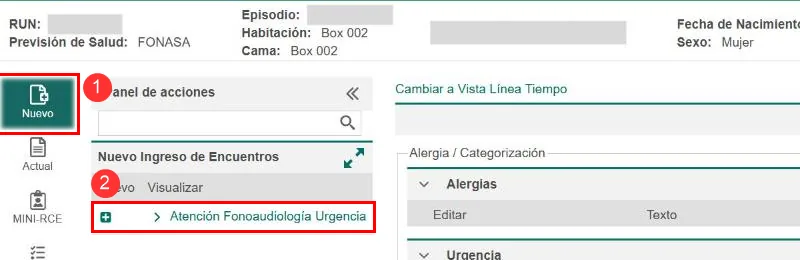 RUN:
Previsión de Salud: FONASA
Episodio:
Habitación: Box 002
Cama: Box 002
Fecha de Nacimiento
Sexo: Mujer
Nuevo
Actual
MINI-RCE
1
anel de acciones
Nuevo Ingreso de Encuentros
2
evo Visualizar
Atención Fonoaudiología Urgencia
Cambiar a Vista Línea Tiempo
Alergia / Categorización
Alergias
Editar Texto
Urgencia